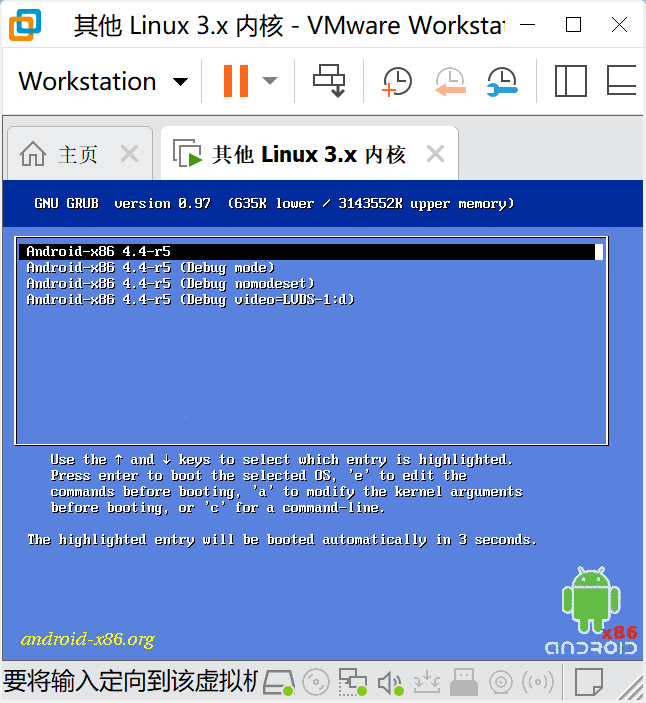 其他 Linux 3.x 内核 - VMware Workstat
Workstation
主页
其他 Linux 3.x 内核
GNU GRUB version 0.97 (635K lower / 3143552K upper memory)
Android-x86 4.4-r5
Android-x86 4.4-r5 (Debug mode)
Android-x86 4.4-r5 (Debug nomodeset)
Android-x86 4.4-r5 (Debug video=LVDS-1:d)
Use the ↑ and ↓ keys to select which entry is highlighted.
Press enter to boot the selected OS, 'e' to edit the
commands before booting, 'a' to modify the kernel arguments
before booting, or 'c' for a command-line.
The highlighted entry will be booted automatically in 3 seconds.
android-x86.org
x86
ANDROID
要将输入定向到该虚拟机